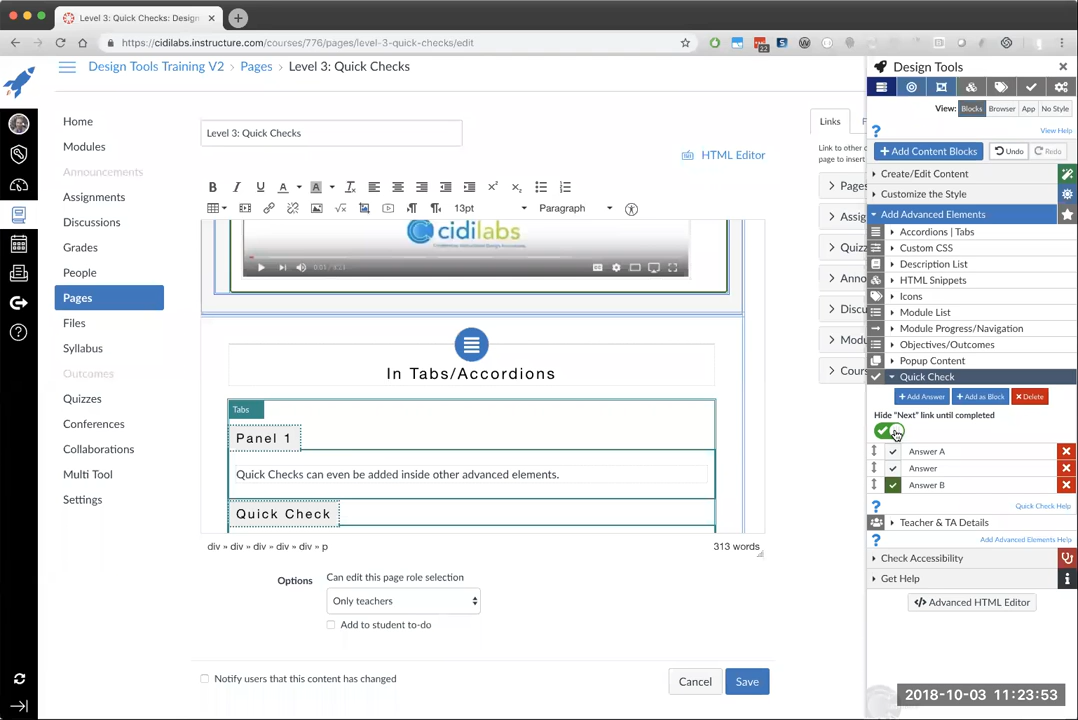 Level 3: Quick Checks: Design
https://cidilabs.instructure.com/courses/776/pages/level-3-quick-checks/edit
22
Design Tools Training V2 > Pages > Level 3: Quick Checks
Home
Modules
Announcements
Assignments
Discussions
Grades
People
Pages
Files
Syllabus
Outcomes
Quizzes
Conferences
Collaborations
Multi Tool
Settings
Level 3: Quick Checks
HTML Editor
B I U A A
13pt Paragraph
cidilabs
In Tabs/Accordions
Tabs
Panel 1
Quick Checks can even be added inside other advanced elements.
Quick Check
div » div » div » div » div » p
313 words
Options
Can edit this page role selection
Only teachers
Add to student to-do
Notify users that this content has changed
Cancel
Save
Links
Link to other
page to insert
Pages
Assig
Quizz
Anno
Discu
Modu
Cours
Design Tools
View: Blocks Browser App No Style
View Help
+ Add Content Blocks
Undo
Redo
Create/Edit Content
Customize the Style
Add Advanced Elements
Accordions | Tabs
Custom CSS
Description List
HTML Snippets
Icons
Module List
Module Progress/Navigation
Objectives/Outcomes
Popup Content
Quick Check
+ Add Answer
+ Add as Block
× Delete
Hide "Next" link until completed
Answer A
Answer
Answer B
Quick Check Help
Teacher & TA Details
Add Advanced Elements Help
Check Accessibility
Get Help
</> Advanced HTML Editor
2018-10-03 11:23:53